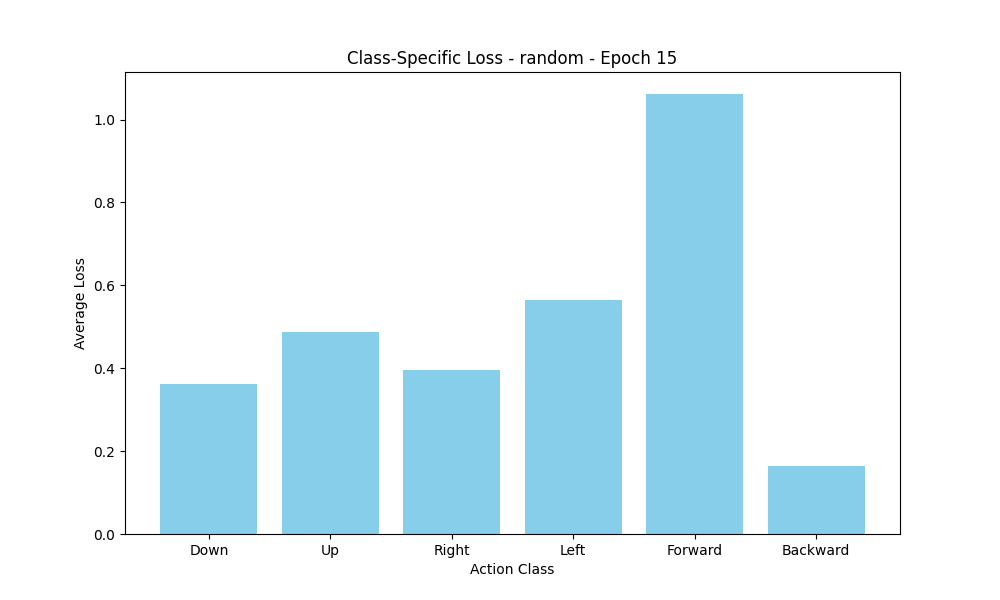 Class-Specific Loss - random - Epoch 15
Average Loss
1.0
0.8
0.6
0.4
0.2
0.0
Down Up Right Left Forward Backward
Action Class